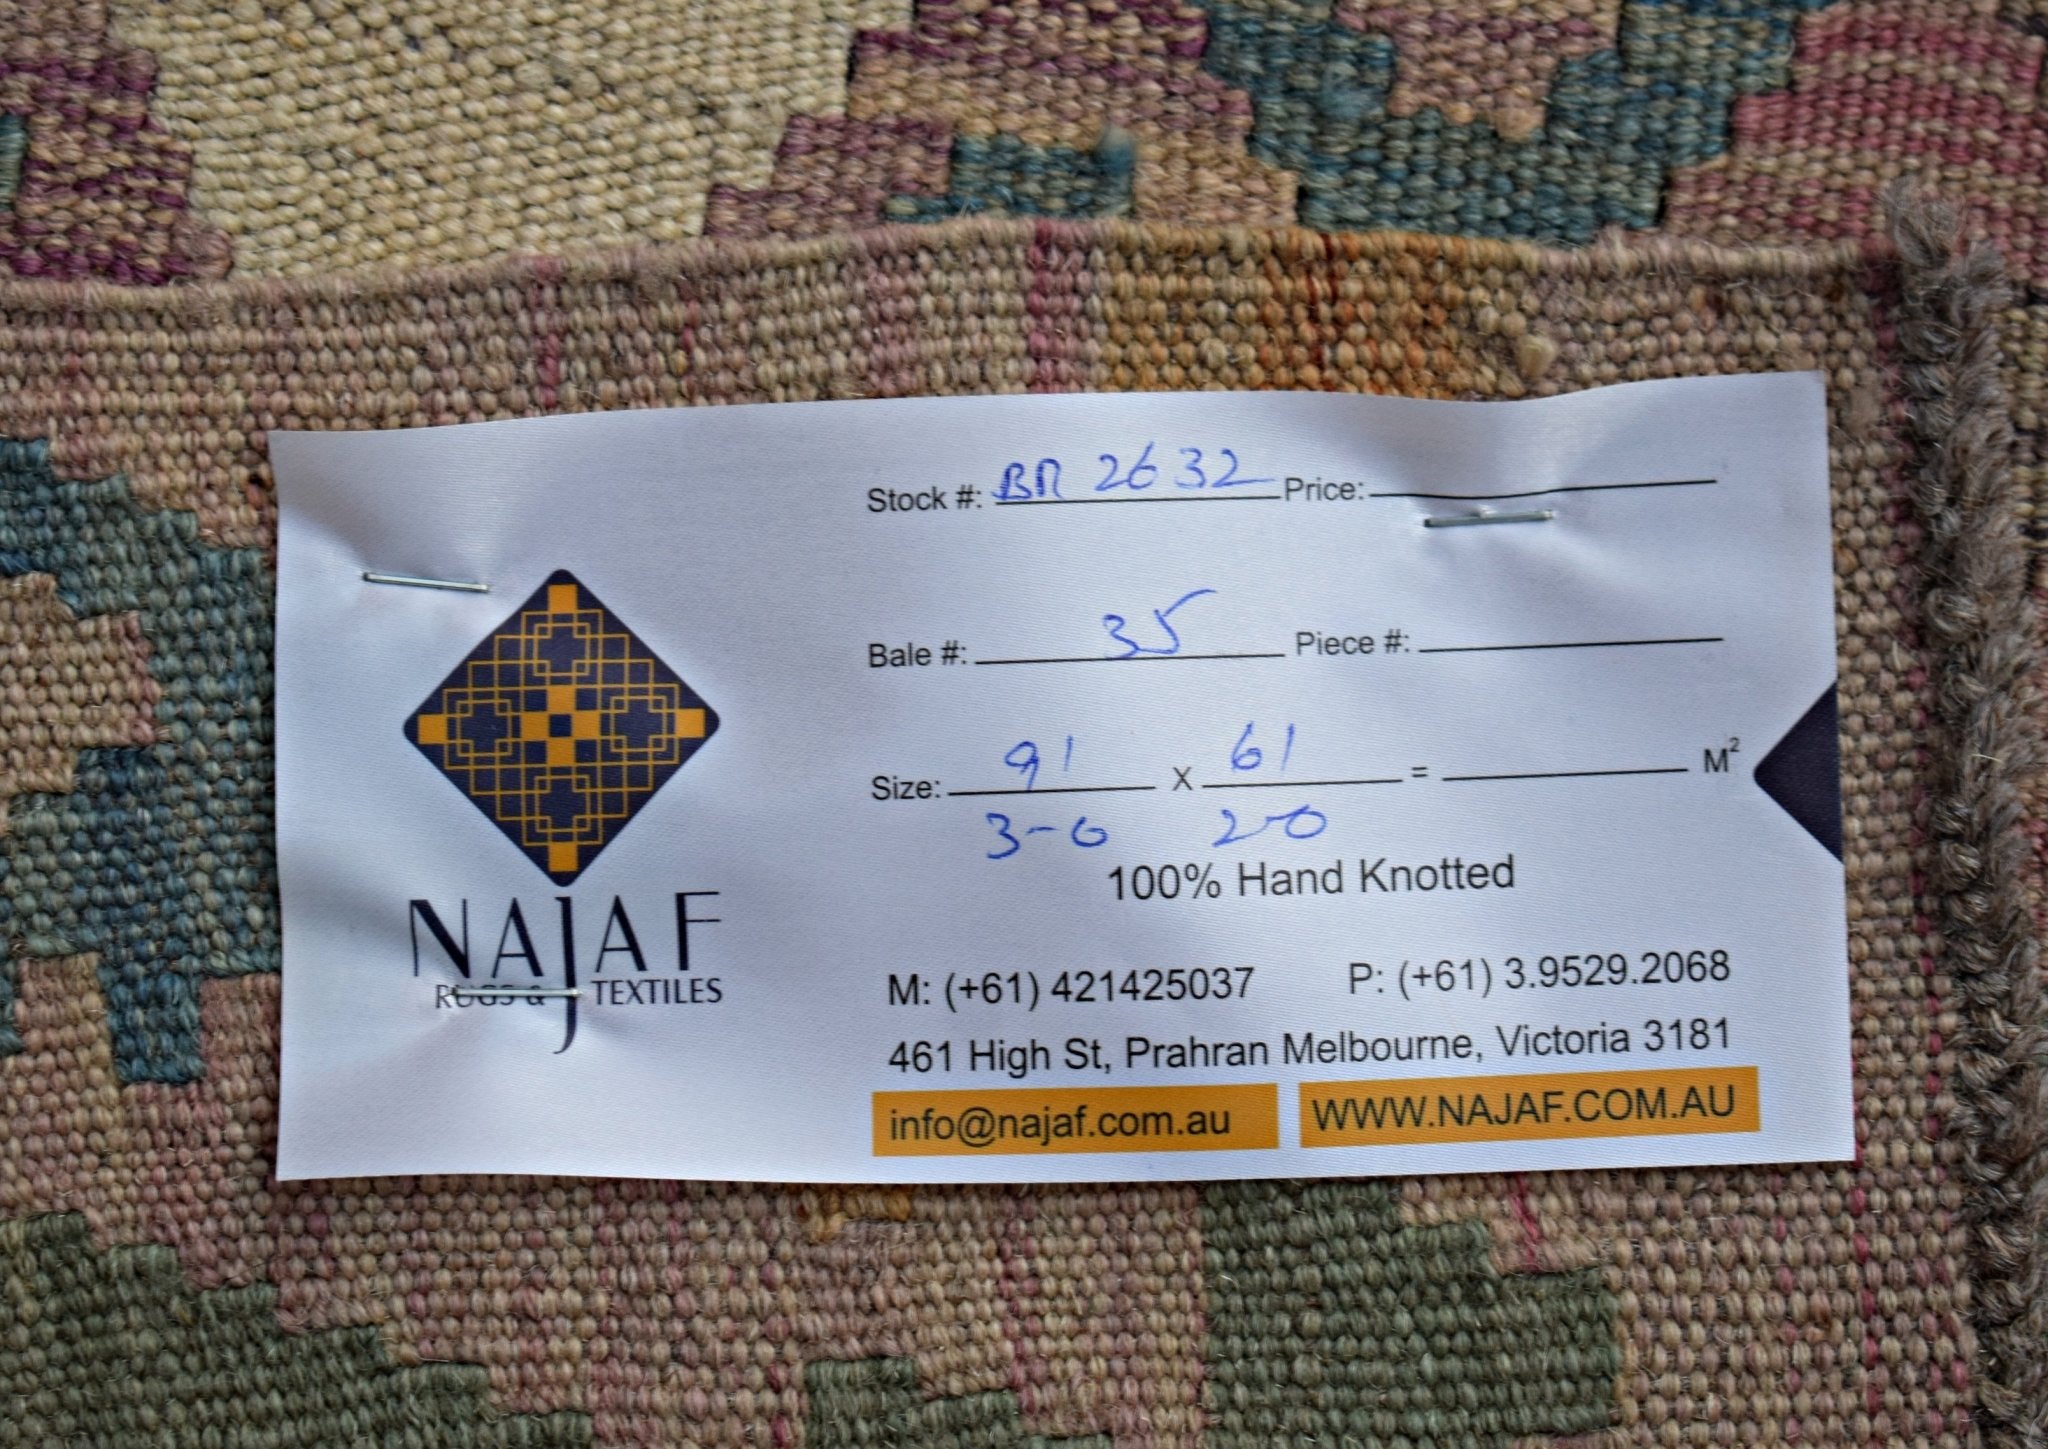 Stock #: BR 2632 Price:
Bale #: 35 Piece #:
Size: 91 X 61 = M²
3-0 2-0
100% Hand Knotted
NAJAF
RUGS & TEXTILES
M: (+61) 421425037 P: (+61) 3.9529.2068
461 High St, Prahran Melbourne, Victoria 3181
info@najaf.com.au WWW.NAJAF.COM.AU